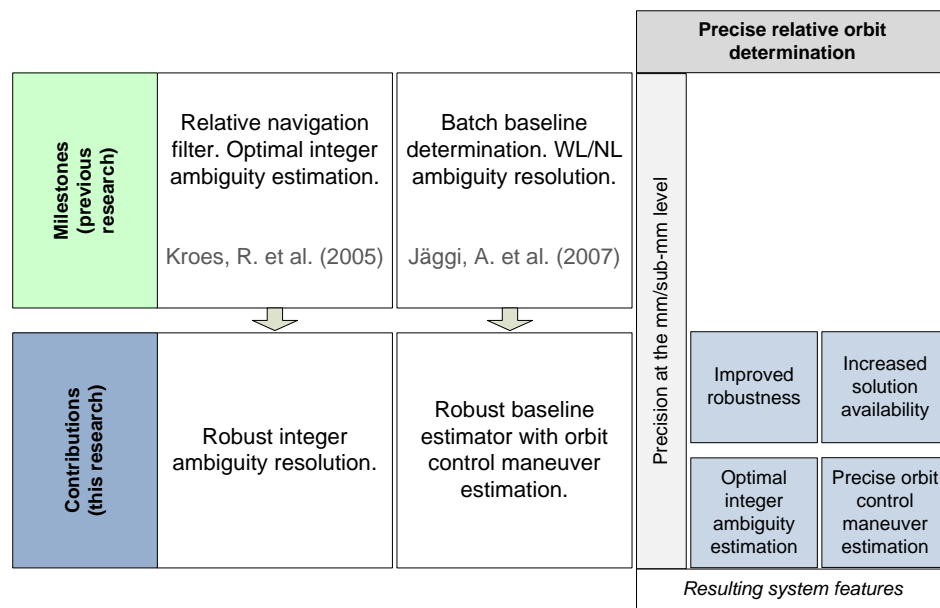 Precise relative orbit
determination
Milestones
(previous
research)
Relative navigation
filter. Optimal integer
ambiguity estimation.
Kroes, R. et al. (2005)
Batch baseline
determination. WL/NL
ambiguity resolution.
Jäggi, A. et al. (2007)
Contributions
(this research)
Robust integer
ambiguity resolution.
Robust baseline
estimator with orbit
control maneuver
estimation.
Precision at the mm/sub-mm level
Improved
robustness
Increased
solution
availability
Optimal
integer
ambiguity
estimation
Precise orbit
control
maneuver
estimation
Resulting system features